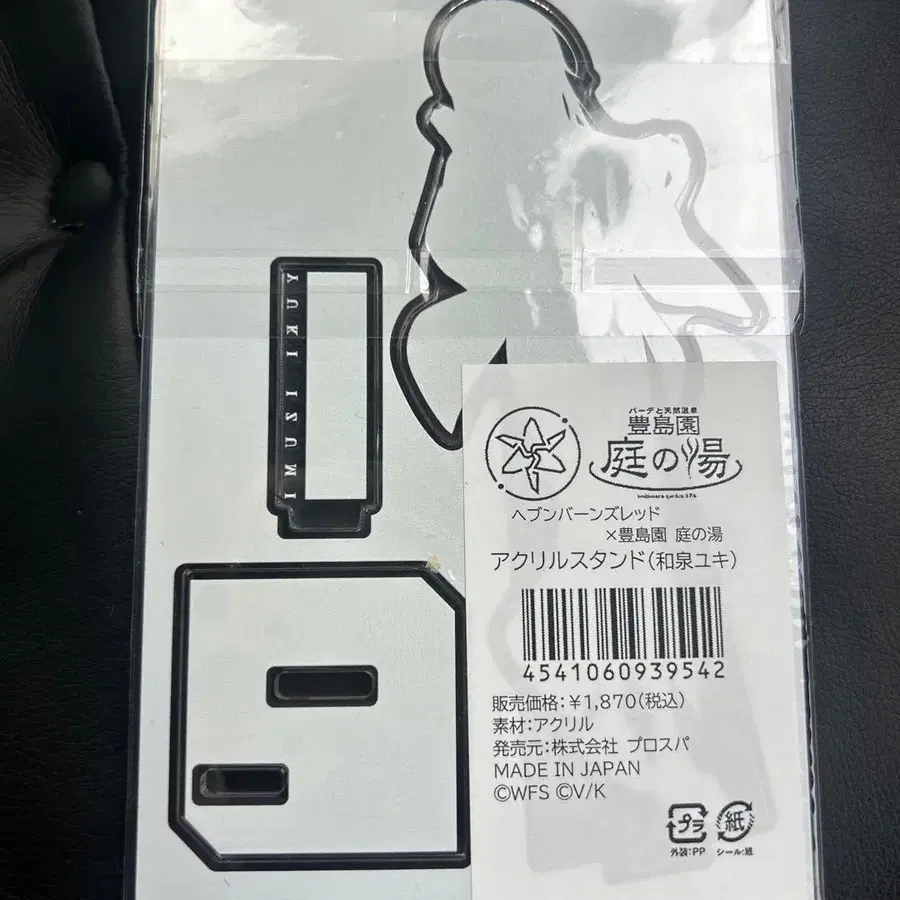 YUKI IZUMI
バーデと天然温泉
豊島園
庭の湯
toshimaen garden SPA
ヘブンバーンズレッド
×豊島園 庭の湯
アクリルスタンド(和泉ユキ)
4541060939542
販売価格:¥1,870(税込)
素材:アクリル
発売元:株式会社 プロスパ
MADE IN JAPAN
©WFS ©V/K
プラ 紙
外装:PP シール:紙